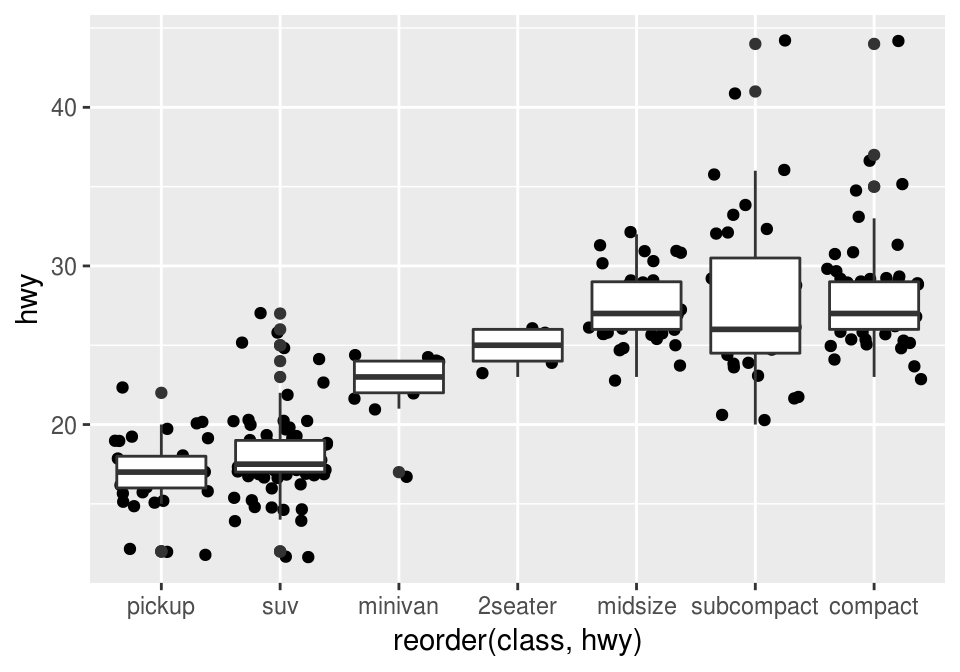 40
30
20
hwy
pickup suv minivan 2seater midsize subcompact compact
reorder(class, hwy)